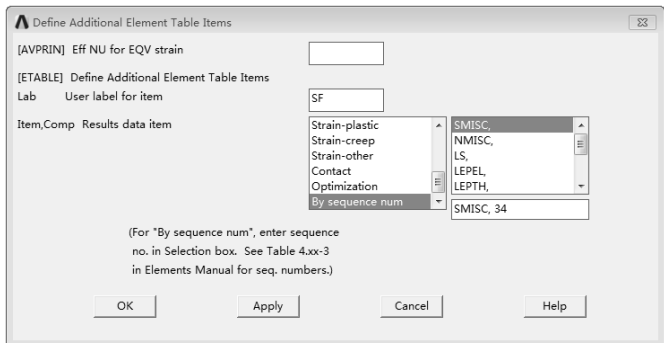 Define Additional Element Table Items
[AVPRIN] Eff NU for EQV strain
[ETABLE] Define Additional Element Table Items
Lab User label for item SF
Item,Comp Results data item
Strain-plastic
Strain-creep
Strain-other
Contact
Optimization
By sequence num
SMISC,
NMISC,
LS,
LEPEL,
LEPTH,
SMISC, 34
(For "By sequence num", enter sequence
no. in Selection box. See Table 4.xx-3
in Elements Manual for seq. numbers.)
OK Apply Cancel Help